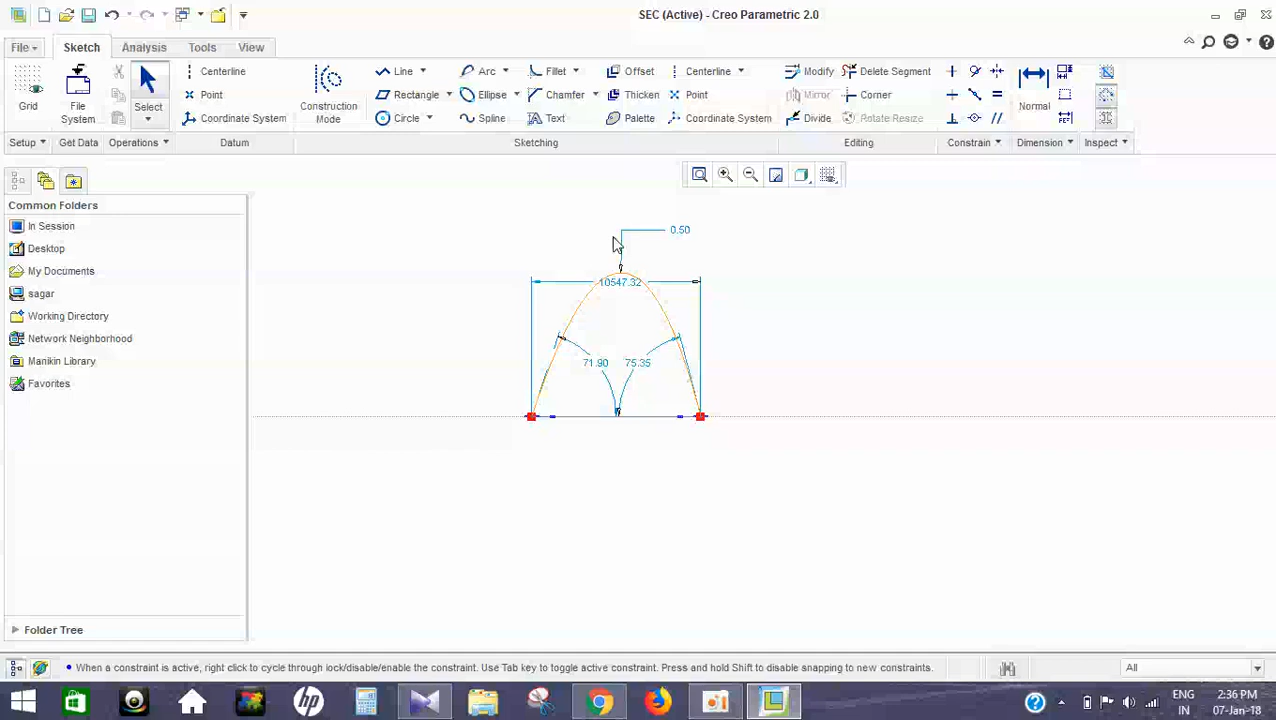 SEC (Active) - Creo Parametric 2.0
File Sketch Analysis Tools View
Centerline Line Arc Fillet Offset Centerline Modify Delete Segment
Point Rectangle Ellipse Chamfer Thicken Point Mirror Corner
Grid File System Select Coordinate System Construction Mode Circle Spline Text Palette Coordinate System Divide Rotate Resize Normal
Setup Get Data Operations Datum Sketching Editing Constrain Dimension Inspect
Common Folders
In Session
Desktop
My Documents
sagar
Working Directory
Network Neighborhood
Manikin Library
Favorites
0.50
10547.32
71.90 75.35
Folder Tree
When a constraint is active, right click to cycle through lock/disable/enable the constraint. Use Tab key to toggle active constraint. Press and hold Shift to disable snapping to new constraints.
All
ENG 2:36 PM
IN 07-Jan-18